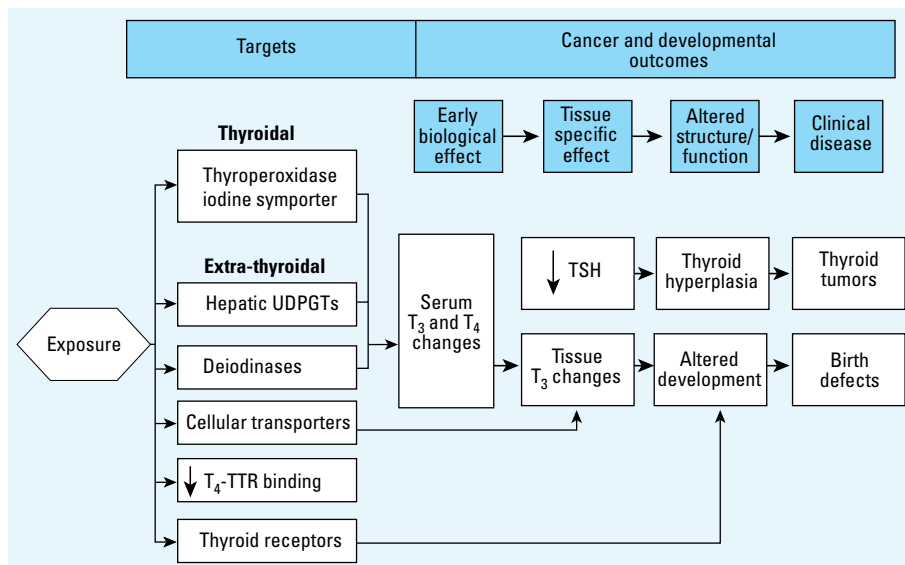 Targets
Cancer and developmental
outcomes
Early
biological
effect
Tissue
specific
effect
Altered
structure/
function
Clinical
disease
Thyroidal
Thyroperoxidase
iodine symporter
Extra-thyroidal
Hepatic UDPGTs
Deiodinases
Cellular transporters
↓ T₄-TTR binding
Thyroid receptors
Exposure
Serum
T₃ and T₄
changes
↓ TSH
Thyroid
hyperplasia
Thyroid
tumors
Tissue
T₃ changes
Altered
development
Birth
defects